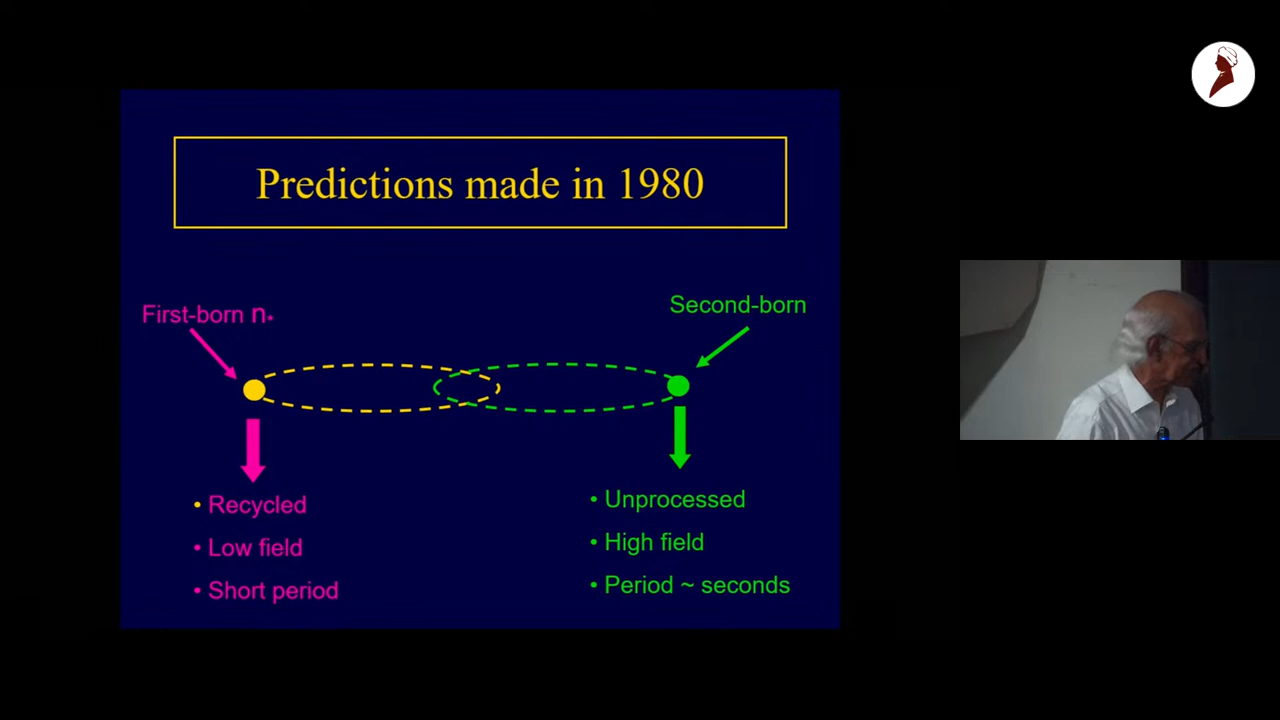 Predictions made in 1980
First-born n*
Second-born
• Recycled
• Low field
• Short period
• Unprocessed
• High field
• Period ~ seconds